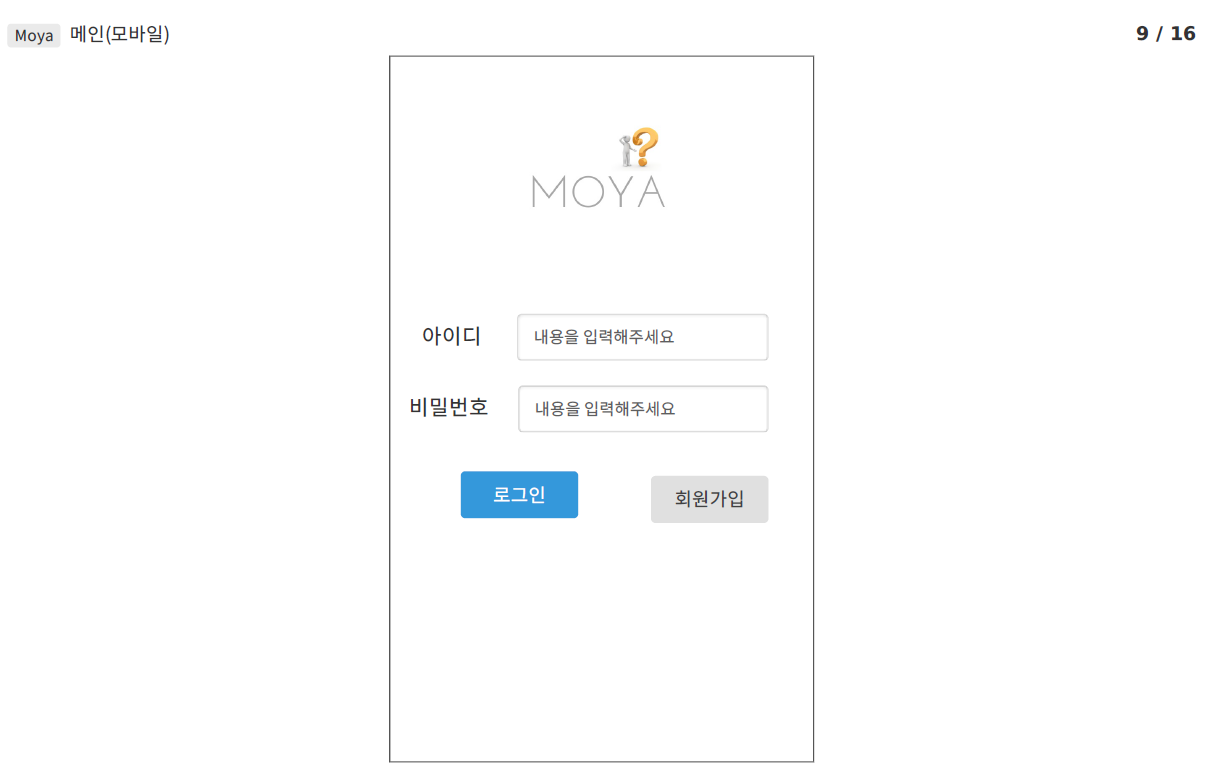 Moya 메인(모바일)
9 / 16
MOYA
아이디 내용을 입력해주세요
비밀번호 내용을 입력해주세요
로그인 회원가입